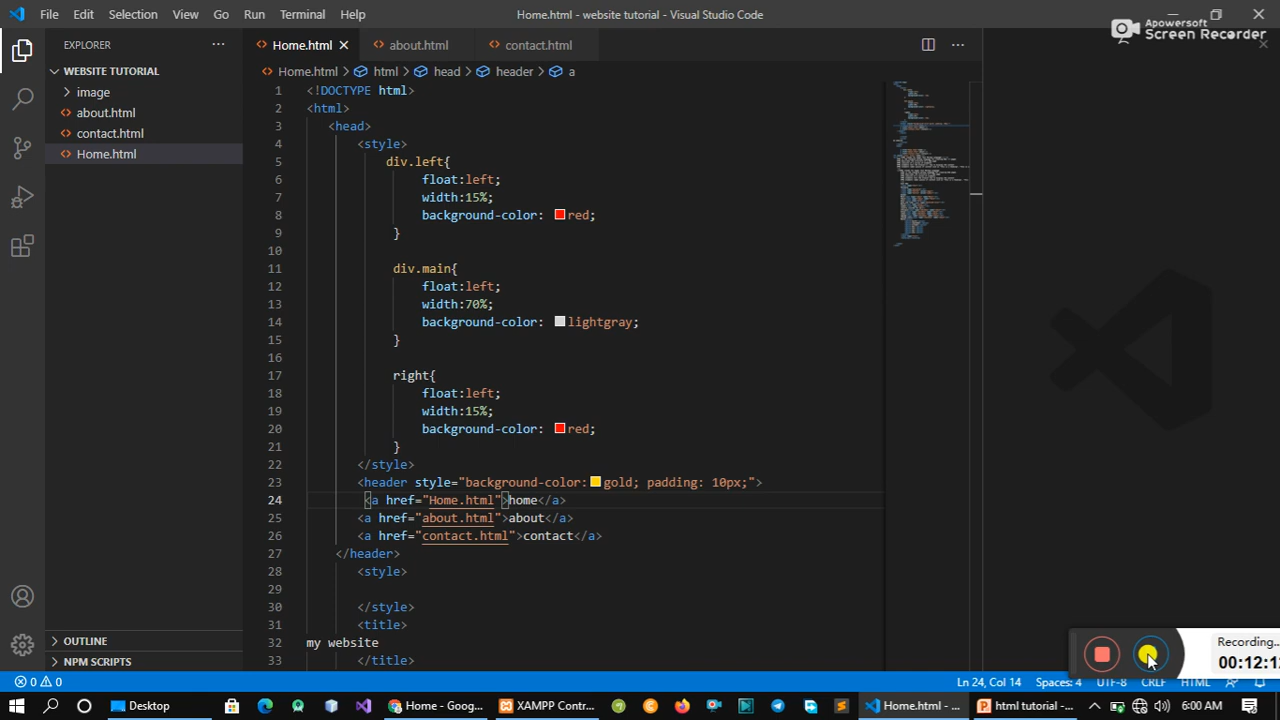 File Edit Selection View Go Run Terminal Help Home.html - website tutorial - Visual Studio Code
Apowersoft
Screen Recorder
EXPLORER
Home.html about.html contact.html
WEBSITE TUTORIAL
image
about.html
contact.html
Home.html
Home.html > html > head > header > a
1 <!DOCTYPE html>
2 <html>
3 <head>
4 <style>
5 div.left{
6 float:left;
7 width:15%;
8 background-color: red;
9 }
10
11 div.main{
12 float:left;
13 width:70%;
14 background-color: lightgray;
15 }
16
17 right{
18 float:left;
19 width:15%;
20 background-color: red;
21 }
22 </style>
23 <header style="background-color:gold; padding: 10px;">
24 <a href="Home.html">home</a>
25 <a href="about.html">about</a>
26 <a href="contact.html">contact</a>
27 </header>
28 <style>
29
30 </style>
31 <title>
32 my website
33 </title>
OUTLINE
NPM SCRIPTS
Recording...
00:12:1
0 0 Ln 24, Col 14 Spaces: 4 UTF-8 CRLF HTML
Desktop Home - Goog... XAMPP Contr... Home.html - ... html tutorial - ... 6:00 AM